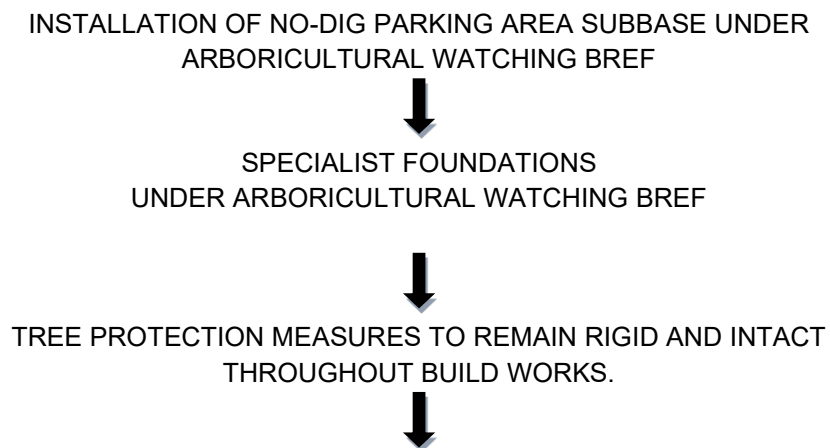 INSTALLATION OF NO-DIG PARKING AREA SUBBASE UNDER
ARBORICULTURAL WATCHING BREF
SPECIALIST FOUNDATIONS
UNDER ARBORICULTURAL WATCHING BREF
TREE PROTECTION MEASURES TO REMAIN RIGID AND INTACT
THROUGHOUT BUILD WORKS.